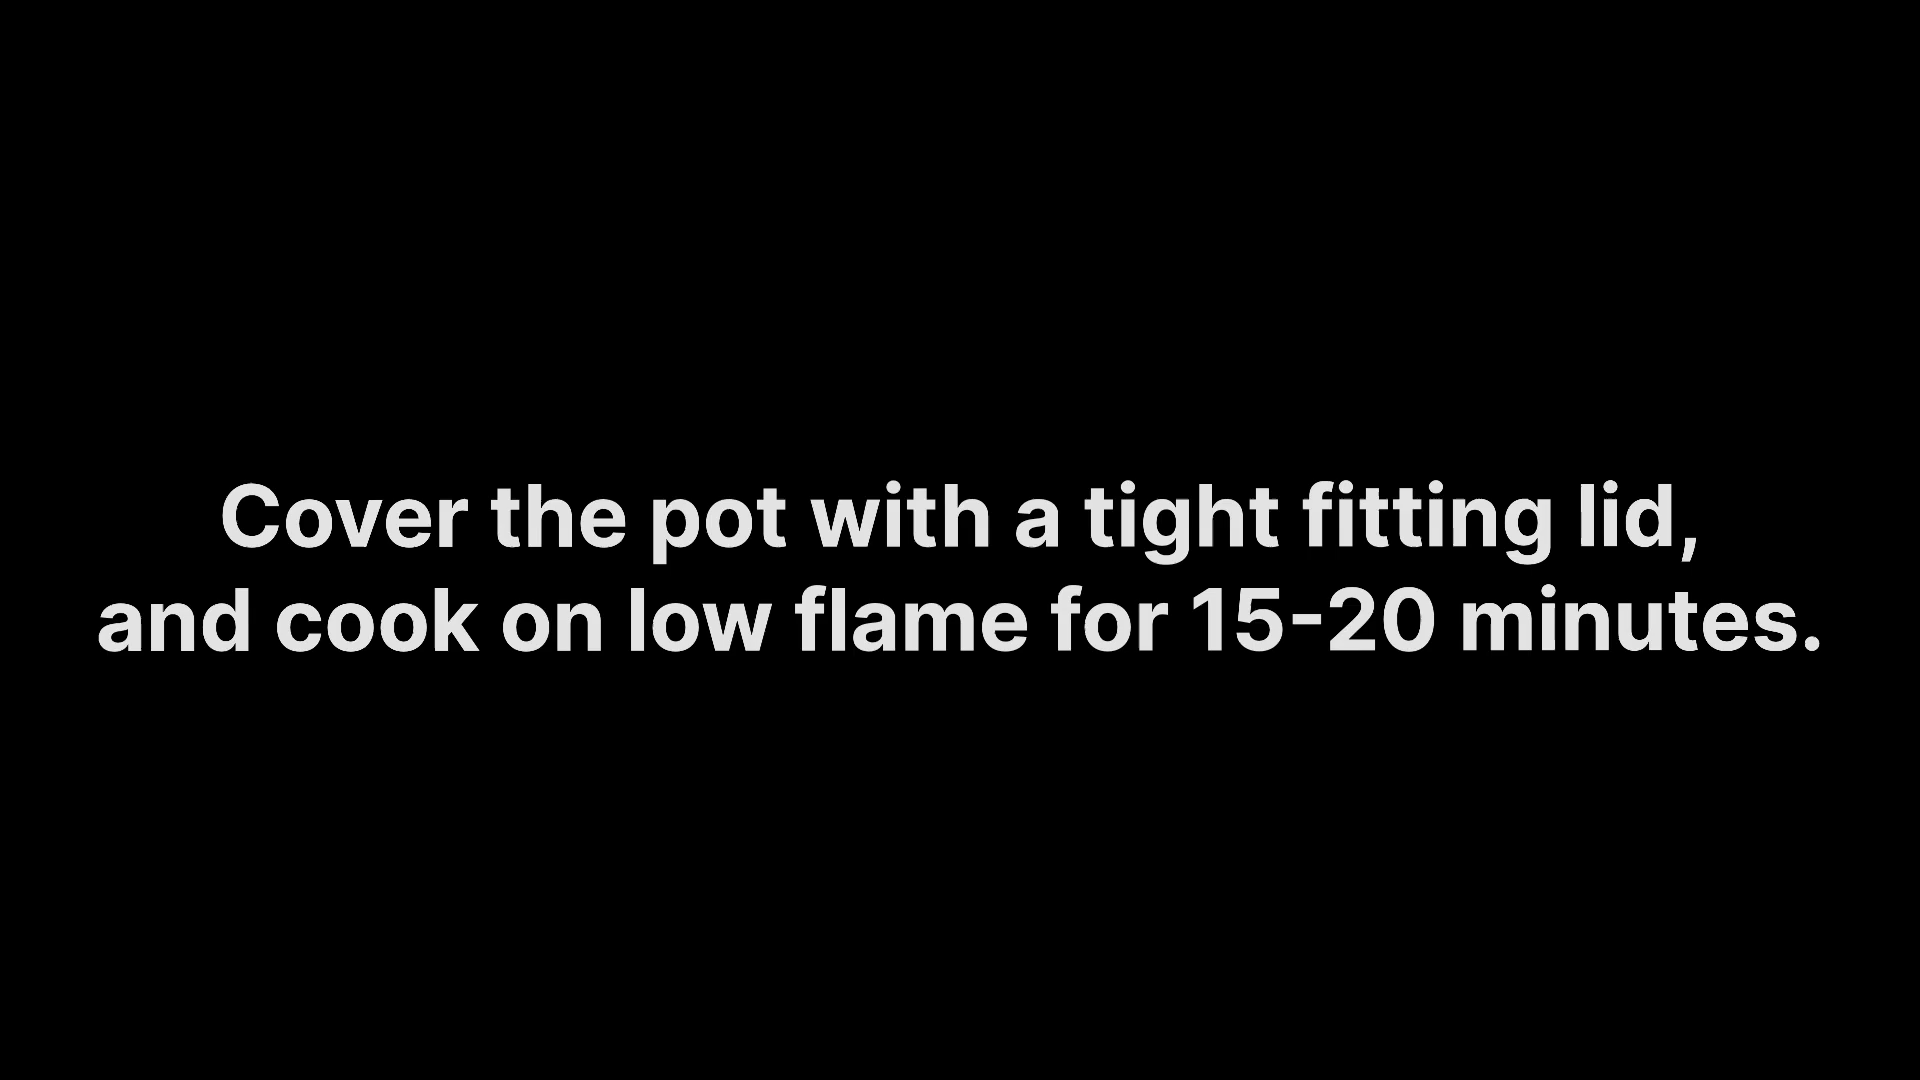 Cover the pot with a tight fitting lid,
and cook on low flame for 15-20 minutes.